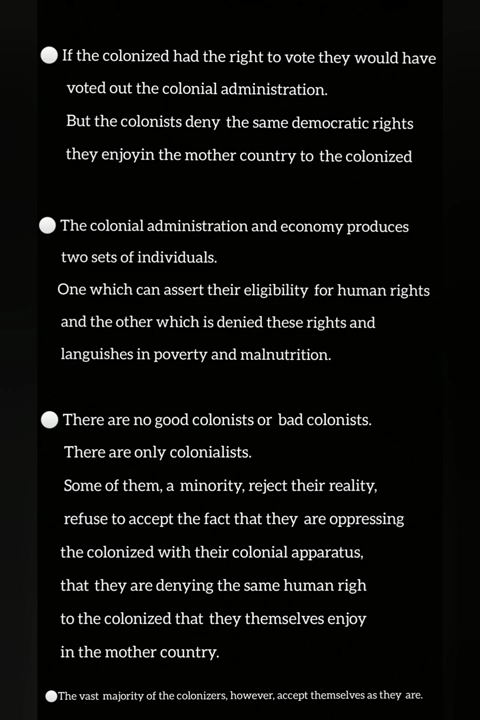 If the colonized had the right to vote they would have
voted out the colonial administration.
But the colonists deny the same democratic rights
they enjoyin the mother country to the colonized
The colonial administration and economy produces
two sets of individuals.
One which can assert their eligibility for human rights
and the other which is denied these rights and
languishes in poverty and malnutrition.
There are no good colonists or bad colonists.
There are only colonialists.
Some of them, a minority, reject their reality,
refuse to accept the fact that they are oppressing
the colonized with their colonial apparatus,
that they are denying the same human righ
to the colonized that they themselves enjoy
in the mother country.
The vast majority of the colonizers, however, accept themselves as they are.